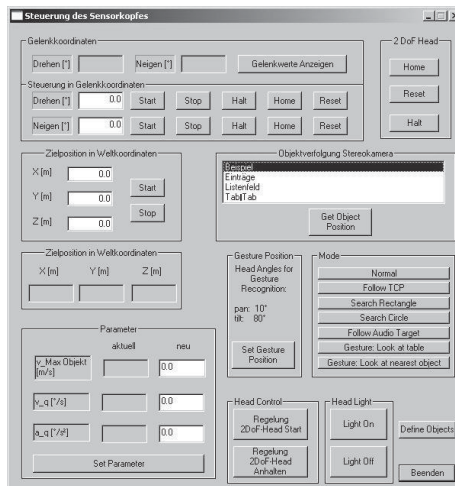 Steuerung des Sensorkopfes
Gelenkkoordinaten
Drehen [°]
Neigen [°]
Gelenkwerte Anzeigen
Steuerung in Gelenkkoordinaten
Drehen [°] 0.0 Start Stop Halt Home Reset
Neigen [°] 0.0 Start Stop Halt Home Reset
2 DoF Head
Home
Reset
Halt
Zielposition in Weltkoordinaten
X [m] 0.0
Y [m] 0.0
Z [m] 0.0
Start
Stop
Objektverfolgung Stereokamera
Beispiel
Einträge
Listenfeld
Tab|Tab
Get Object
Position
Zielposition in Weltkoordinaten
X [m] Y [m] Z [m]
Gesture Position
Head Angles for
Gesture
Recognition:
pan: 10°
tilt: 80°
Set Gesture
Position
Mode
Normal
Follow TCP
Search Rectangle
Search Circle
Follow Audio Target
Gesture: Look at table
Gesture: Look at nearest object
Parameter
aktuell neu
v_Max Objekt
[m/s]
0.0
v_q [°/s] 0.0
a_q [°/s²] 0.0
Set Parameter
Head Control
Regelung
2DoF-Head Start
Regelung
2DoF-Head
Anhalten
Head Light
Light On
Light Off
Define Objects
Beenden